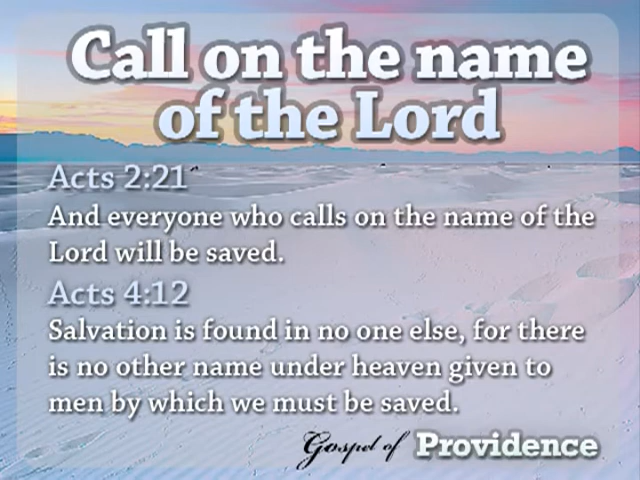 Call on the name
of the Lord
Acts 2:21
And everyone who calls on the name of the
Lord will be saved.
Acts 4:12
Salvation is found in no one else, for there
is no other name under heaven given to
men by which we must be saved.
Gospel of Providence